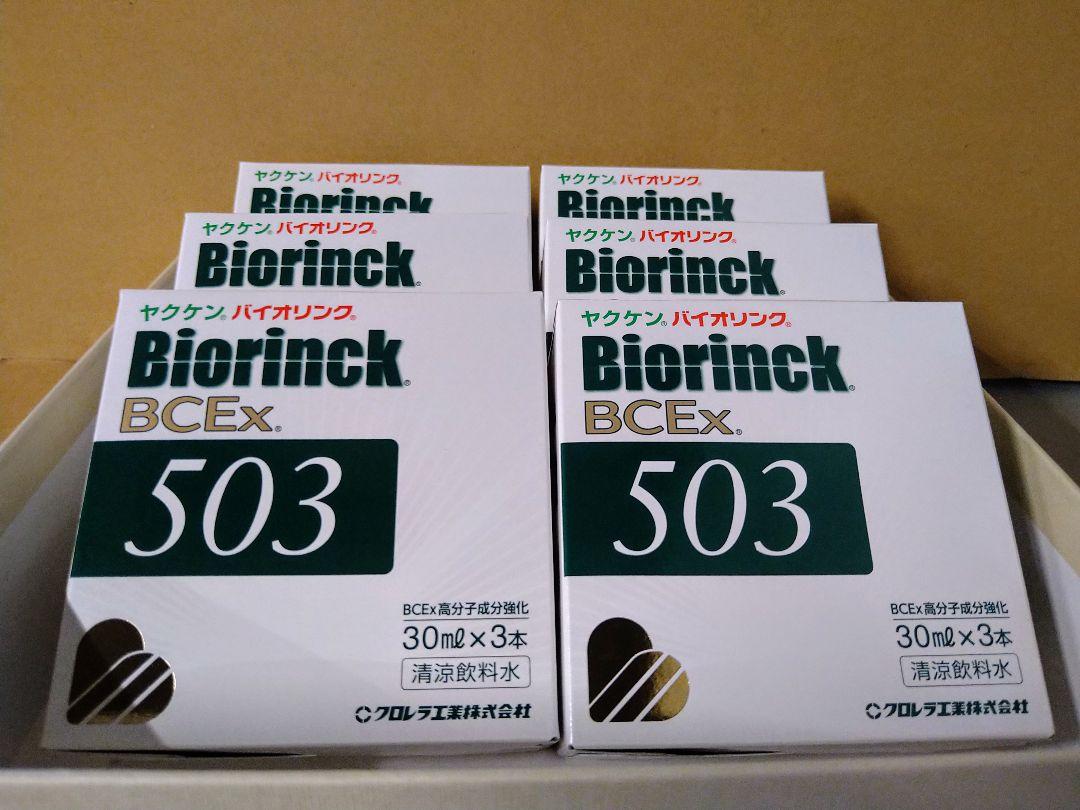 ヤクケン® バイオリンク®
Biorinck
ヤクケン® バイオリンク®
Biorinck
ヤクケン® バイオリンク®
Biorinck®
ヤクケン® バイオリンク®
Biorinck®
ヤクケン® バイオリンク®
Biorinck®
BCEx®
503
BCEx高分子成分強化
30ml×3本
清涼飲料水
クロレラ工業株式会社
ヤクケン® バイオリンク®
Biorinck®
BCEx®
503
BCEx高分子成分強化
30ml×3本
清涼飲料水
クロレラ工業株式会社